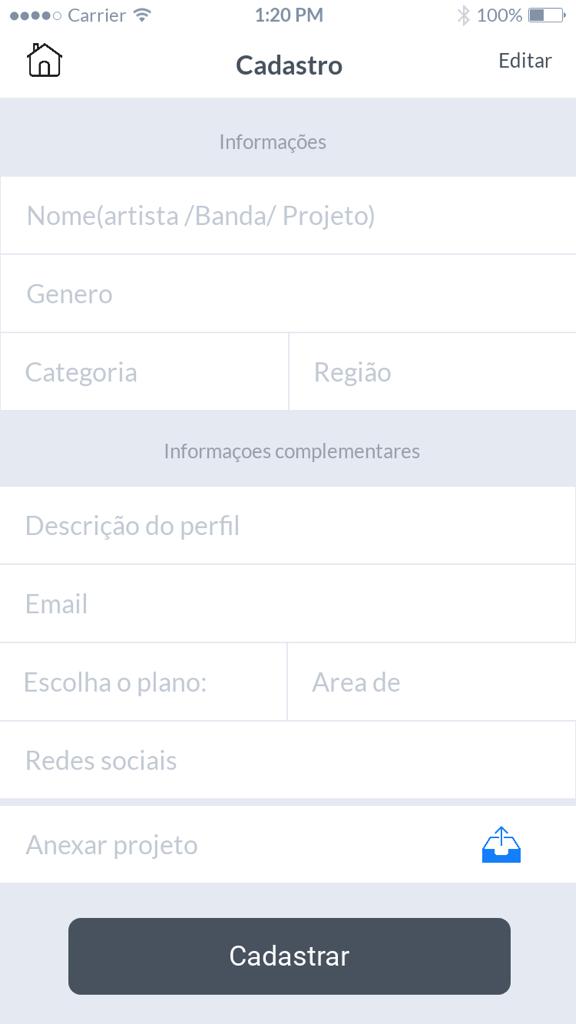 Carrier 1:20 PM 100%
Cadastro
Editar
Informações
Nome(artista /Banda/ Projeto)
Genero
Categoria
Região
Informaçoes complementares
Descrição do perfil
Email
Escolha o plano:
Area de
Redes sociais
Anexar projeto
Cadastrar